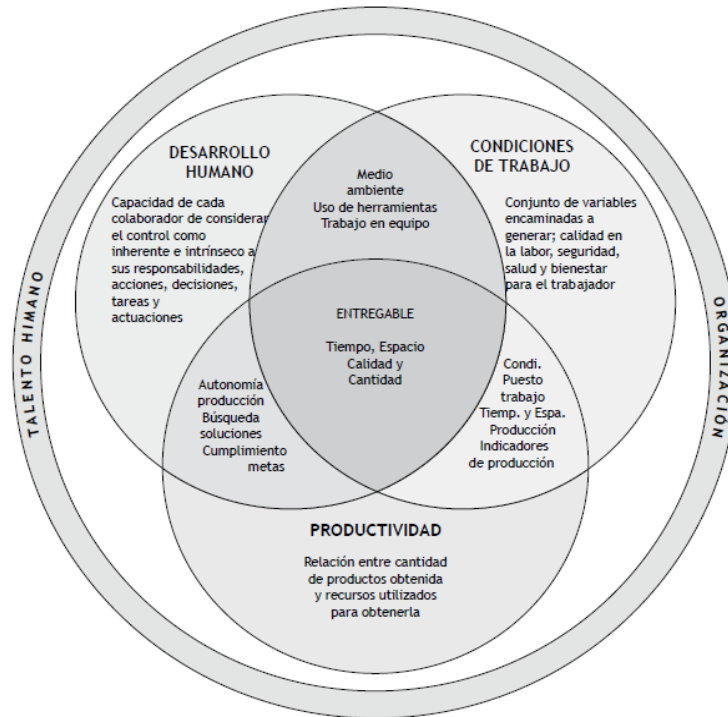 DESARROLLO
HUMANO
Capacidad de cada
colaborador de considerar
el control como
inherente e intrínseco a
sus responsabilidades,
acciones, decisiones,
tareas y
actuaciones
Medio
ambiente
Uso de herramientas
Trabajo en equipo
CONDICIONES
DE TRABAJO
Conjunto de variables
encaminadas a
generar; calidad en
la labor, seguridad,
salud y bienestar
para el trabajador
TALENTO HIMANO
ORGANIZACIÓN
ENTREGABLE
Tiempo, Espacio
Calidad y
Cantidad
Autonomía
producción
Búsqueda
soluciones
Cumplimiento
metas
Condi.
Puesto
trabajo
Tiemp. y Espa.
Producción
Indicadores
de producción
PRODUCTIVIDAD
Relación entre cantidad
de productos obtenida
y recursos utilizados
para obtenerla